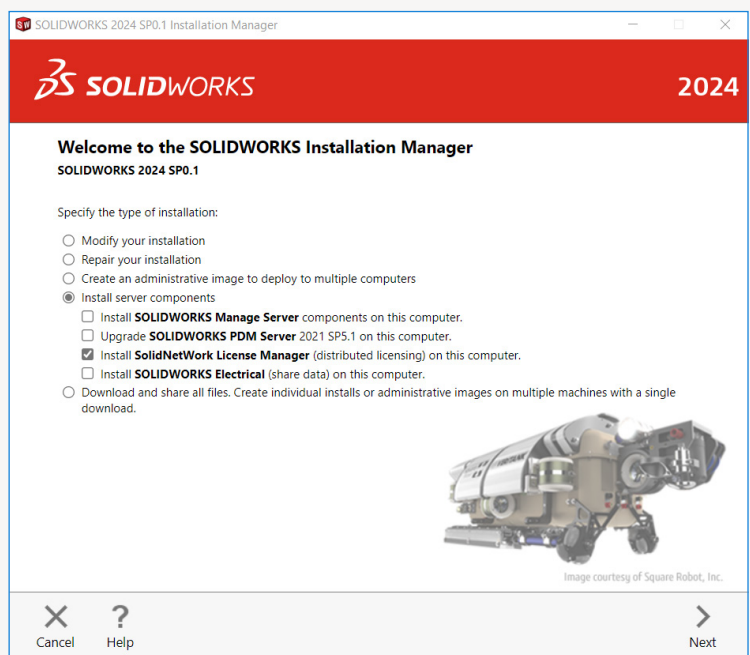 SOLIDWORKS 2024 SP0.1 Installation Manager
SOLIDWORKS
2024
Welcome to the SOLIDWORKS Installation Manager
SOLIDWORKS 2024 SP0.1
Specify the type of installation:
Modify your installation
Repair your installation
Create an administrative image to deploy to multiple computers
Install server components
Install SOLIDWORKS Manage Server components on this computer.
Upgrade SOLIDWORKS PDM Server 2021 SP5.1 on this computer.
Install SolidNetWork License Manager (distributed licensing) on this computer.
Install SOLIDWORKS Electrical (share data) on this computer.
Download and share all files. Create individual installs or administrative images on multiple machines with a single
download.
Image courtesy of Square Robot, Inc.
?
Cancel
Help
Next